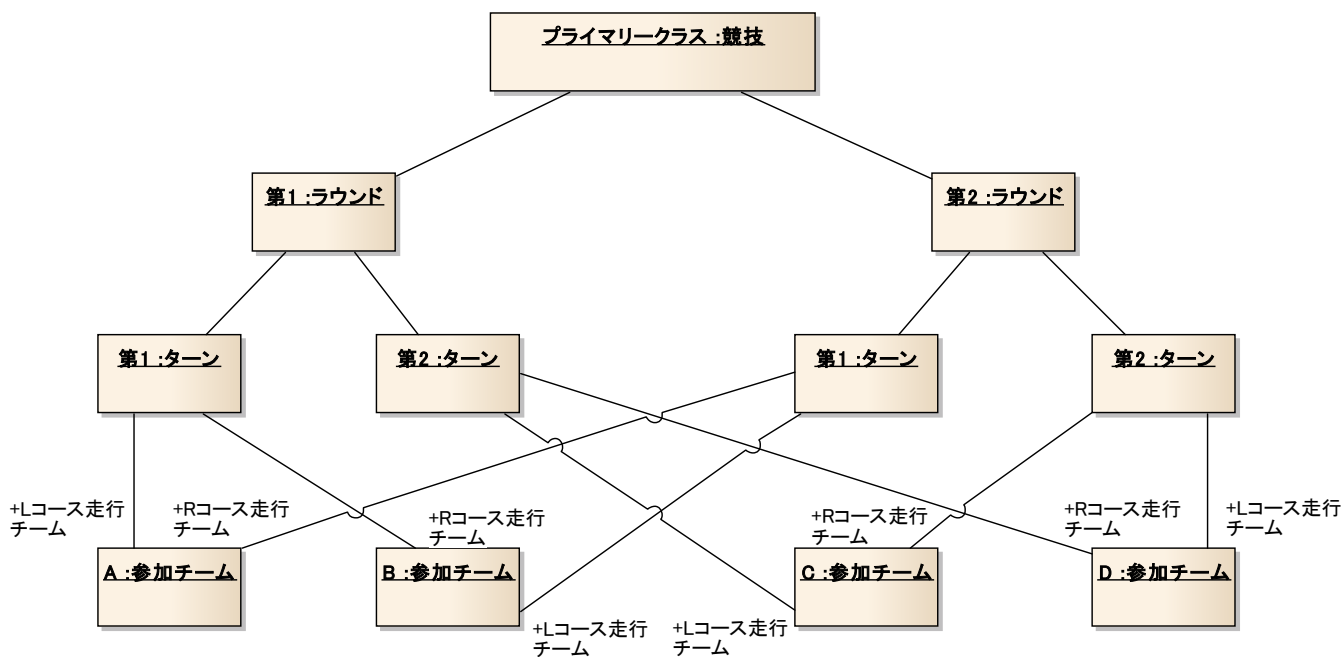 プライマリークラス :競技
第1 :ラウンド
第2 :ラウンド
第1 :ターン
第2 :ターン
第1 :ターン
第2 :ターン
+Lコース走行
チーム
+Rコース走行
チーム
+Rコース走行
チーム
+Rコース走行
チーム
+Rコース走行
チーム
+Lコース走行
チーム
A :参加チーム
B :参加チーム
C :参加チーム
D :参加チーム
+Lコース走行
チーム
+Lコース走行
チーム